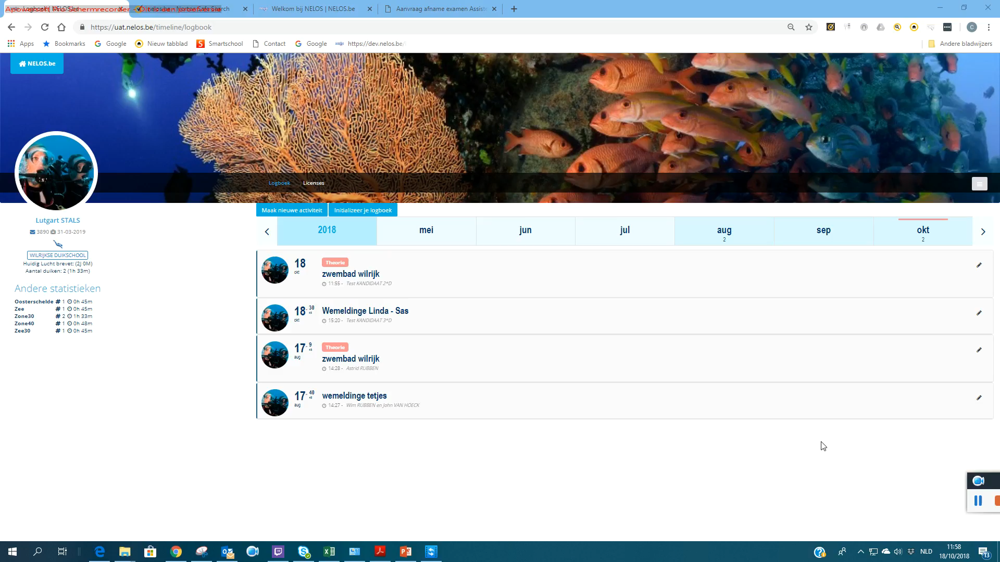 Apowersoft Pro Schermrecorder - Dit is een proefversie
Welkom bij NELOS | NELOS.be
Aanvraag afname examen Assist
https://uat.nelos.be/timeline/logbook
C
Apps
Bookmarks
Google
Nieuw tabblad
Smartschool
Contact
Google
https://dev.nelos.be/
Andere bladwijzers
NELOS.be
Logboek
Licenses
Maak nieuwe activiteit
Initializeer je logboek
Lutgart STALS
3890 31-03-2019
WILRIJKSE DUIKSCHOOL
Huidig Lucht brevet: (2J 0M)
Aantal duiken: 2 (1h 33m)
Andere statistieken
Oosterschelde # 1 0h 45m
Zee # 1 0h 45m
Zone30 # 2 1h 33m
Zone40 # 1 0h 48m
Zee30 # 1 0h 45m
2018
mei
jun
jul
aug
2
sep
okt
2
18
okt
Theorie
zwembad wilrijk
11:55 - Test KANDIDAAT 2*D
18
30
45
okt
Wemeldinge Linda - Sas
15:20 - Test KANDIDAAT 3*D
17
9
45
aug
Theorie
zwembad wilrijk
14:28 - Astrid RUBBEN
17
40
aug
wemeldinge tetjes
14:27 - Wim RUBBEN en John VAN HOECK
NLD
11:58
18/10/2018
13